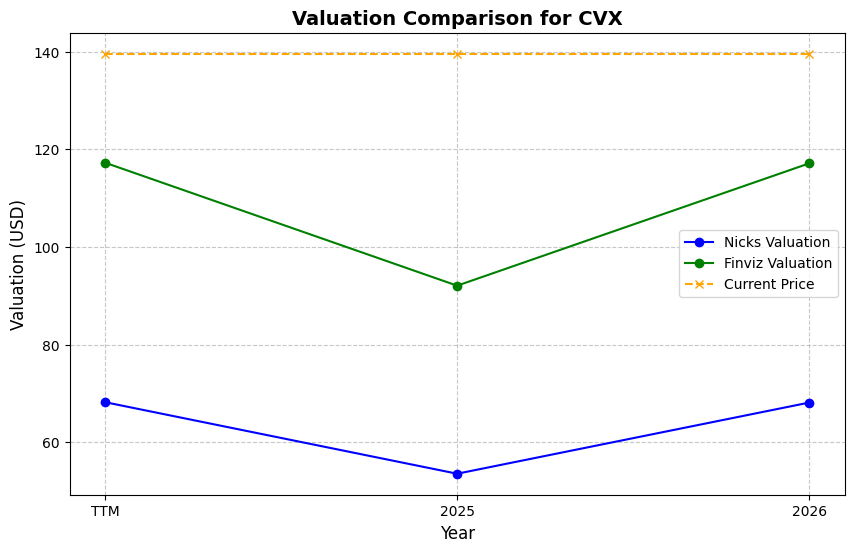 Valuation Comparison for CVX
Valuation (USD)
140
120
100
80
60
Nicks Valuation
Finviz Valuation
Current Price
TTM
2025
2026
Year